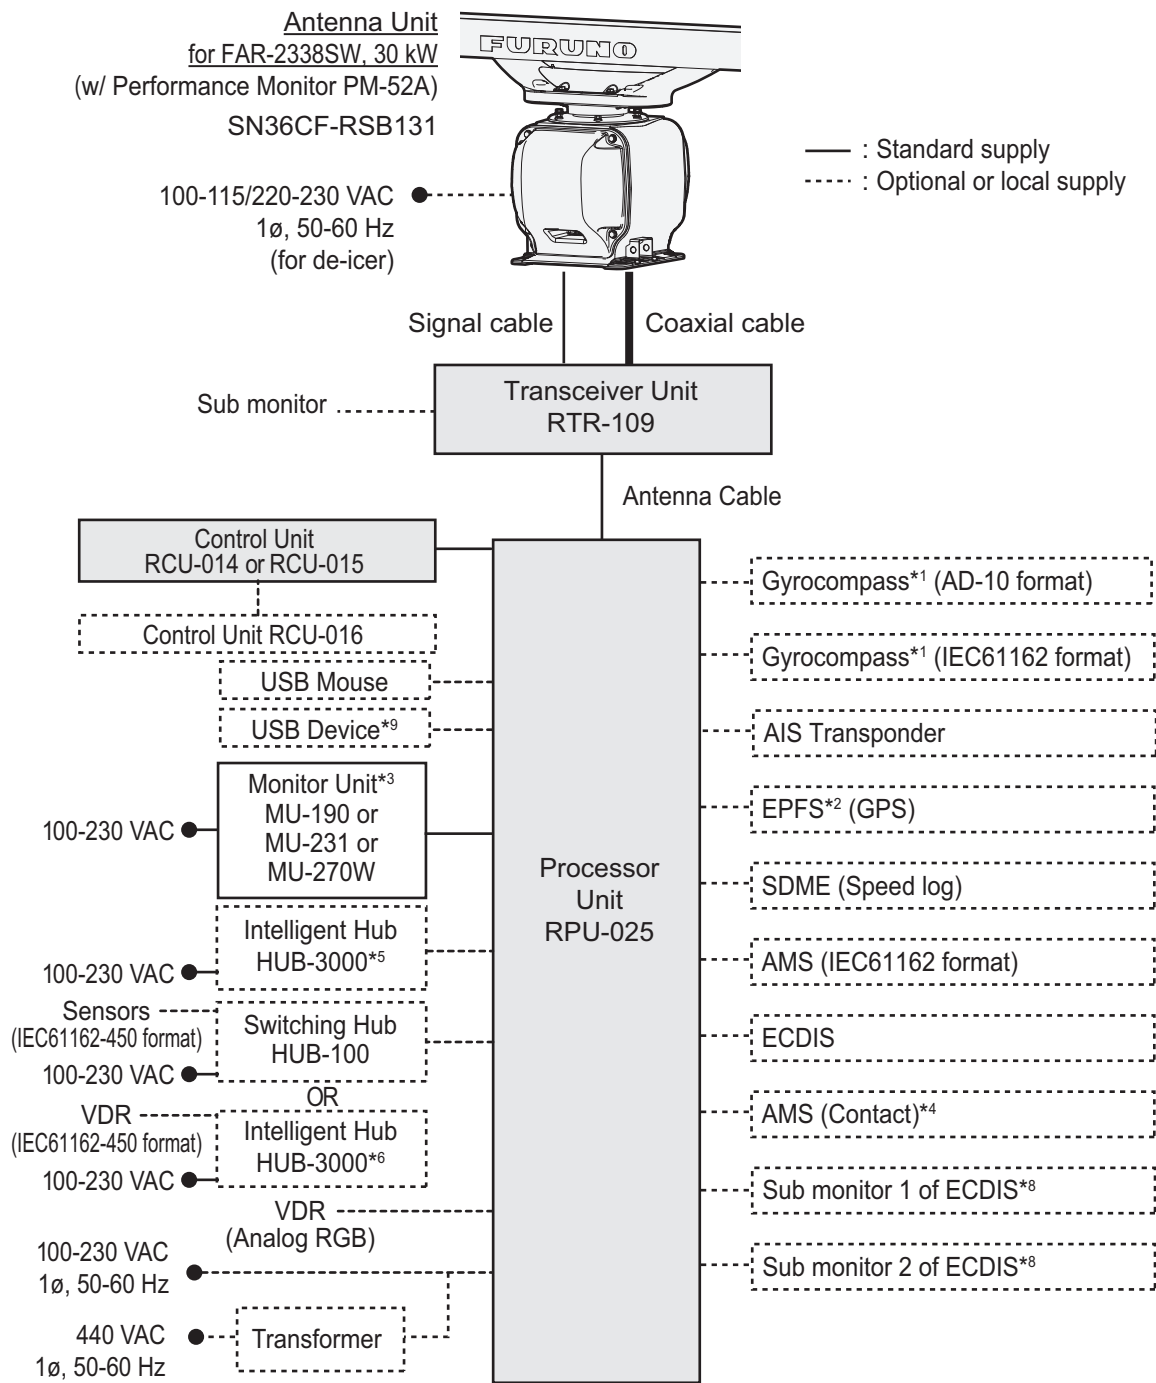 Antenna Unit
for FAR-2338SW, 30 kW
(w/ Performance Monitor PM-52A)
SN36CF-RSB131
FURUNO
100-115/220-230 VAC
1ø, 50-60 Hz
(for de-icer)
: Standard supply
: Optional or local supply
Signal cable
Coaxial cable
Sub monitor
Transceiver Unit
RTR-109
Antenna Cable
Control Unit
RCU-014 or RCU-015
Control Unit RCU-016
USB Mouse
USB Device*9
Monitor Unit*3
MU-190 or
MU-231 or
MU-270W
100-230 VAC
Intelligent Hub
HUB-3000*5
100-230 VAC
Sensors
(IEC61162-450 format)
Switching Hub
HUB-100
100-230 VAC
OR
VDR
(IEC61162-450 format)
Intelligent Hub
HUB-3000*6
100-230 VAC
VDR
(Analog RGB)
100-230 VAC
1ø, 50-60 Hz
440 VAC
1ø, 50-60 Hz
Transformer
Processor
Unit
RPU-025
Gyrocompass*1 (AD-10 format)
Gyrocompass*1 (IEC61162 format)
AIS Transponder
EPFS*2 (GPS)
SDME (Speed log)
AMS (IEC61162 format)
ECDIS
AMS (Contact)*4
Sub monitor 1 of ECDIS*8
Sub monitor 2 of ECDIS*8